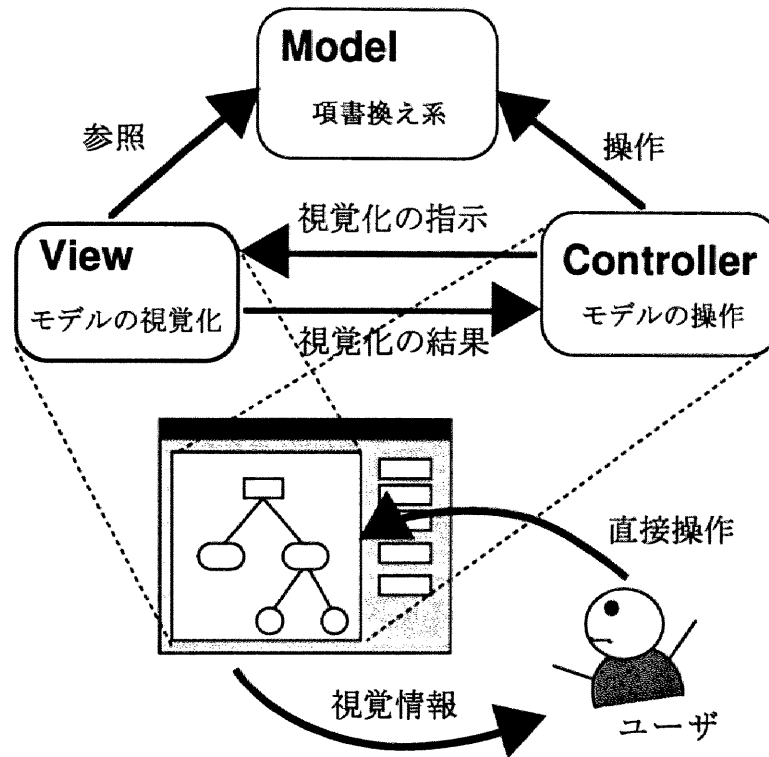 Model
項書換え系
参照
操作
視覚化の指示
View
モデルの視覚化
Controller
モデルの操作
視覚化の結果
直接操作
視覚情報
ユーザ